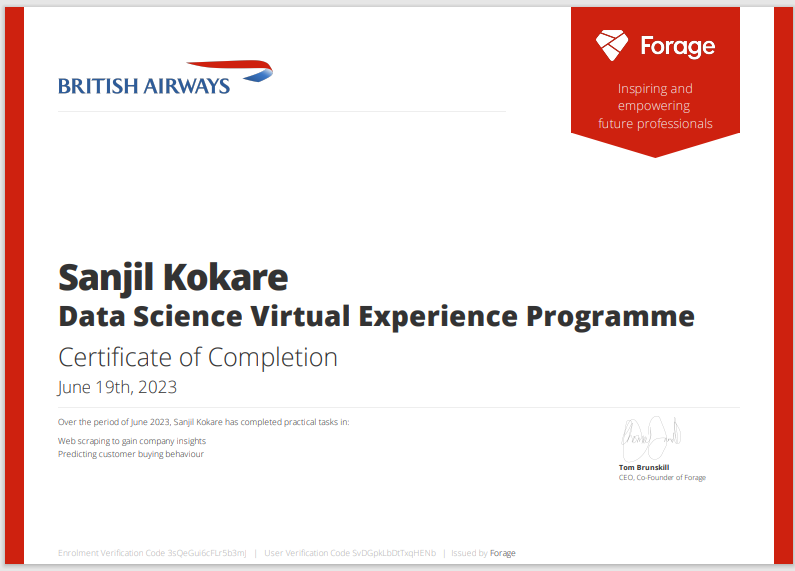 BRITISH AIRWAYS
Forage
Inspiring and
empowering
future professionals
Sanjil Kokare
Data Science Virtual Experience Programme
Certificate of Completion
June 19th, 2023
Over the period of June 2023, Sanjil Kokare has completed practical tasks in:
Web scraping to gain company insights
Predicting customer buying behaviour
Tom Brunskill
CEO, Co-Founder of Forage
Enrolment Verification Code | User Verification Code | Issued by Forage